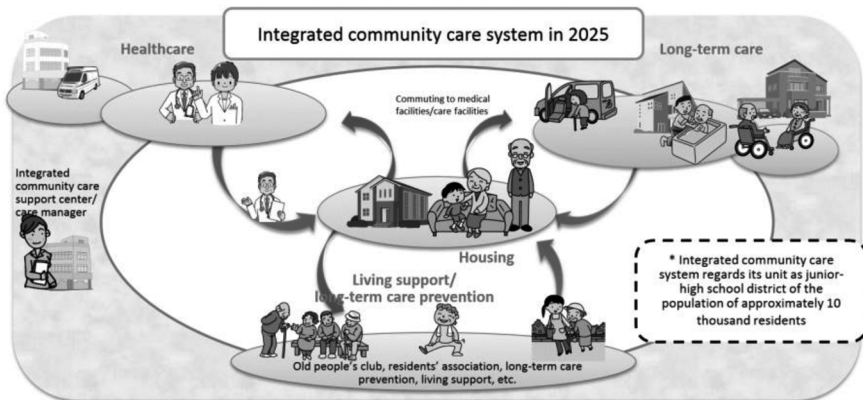 Integrated community care system in 2025
Healthcare
Long-term care
Commuting to medical
facilities/care facilities
Integrated
community care
support center/
care manager
Housing
Living support/
long-term care prevention
* Integrated community care
system regards its unit as junior-
high school district of the
population of approximately 10
thousand residents
Old people's club, residents' association, long-term care
prevention, living support, etc.